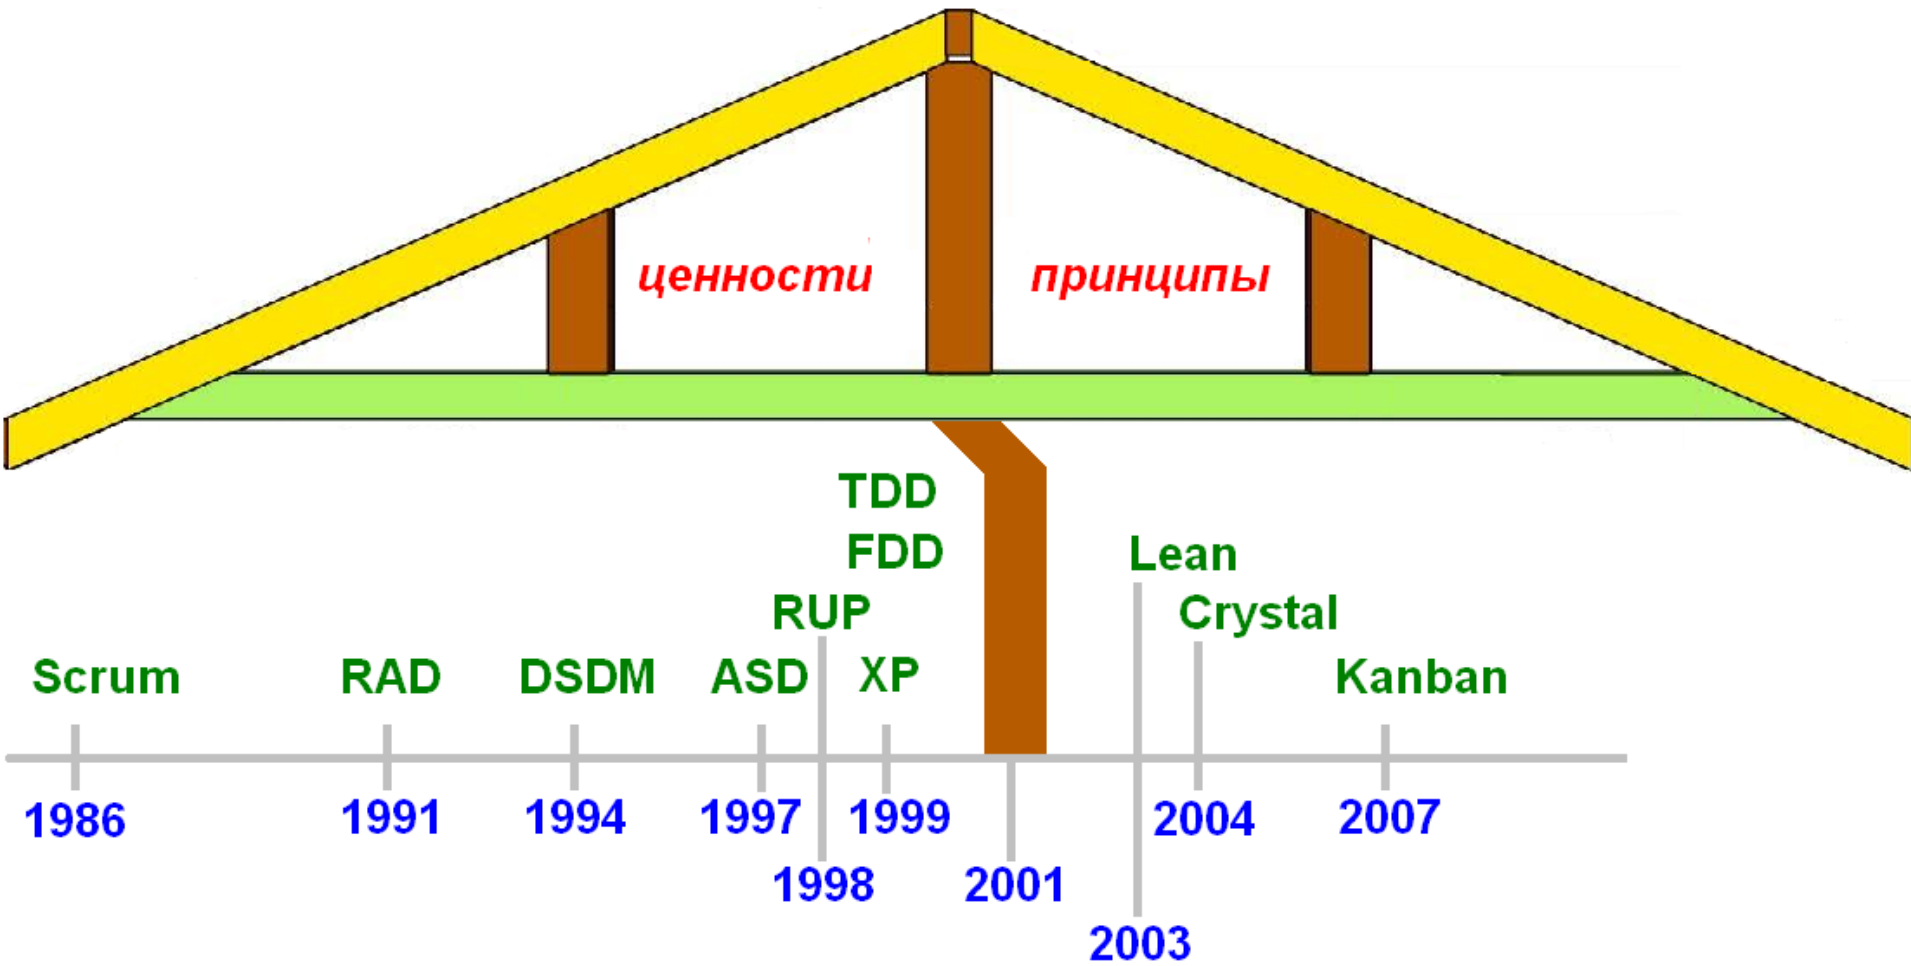 ценности принципы
TDD
FDD
Lean
RUP
Crystal
Scrum RAD DSDM ASD XP Kanban
1986 1991 1994 1997 1999 2004 2007
1998 2001
2003